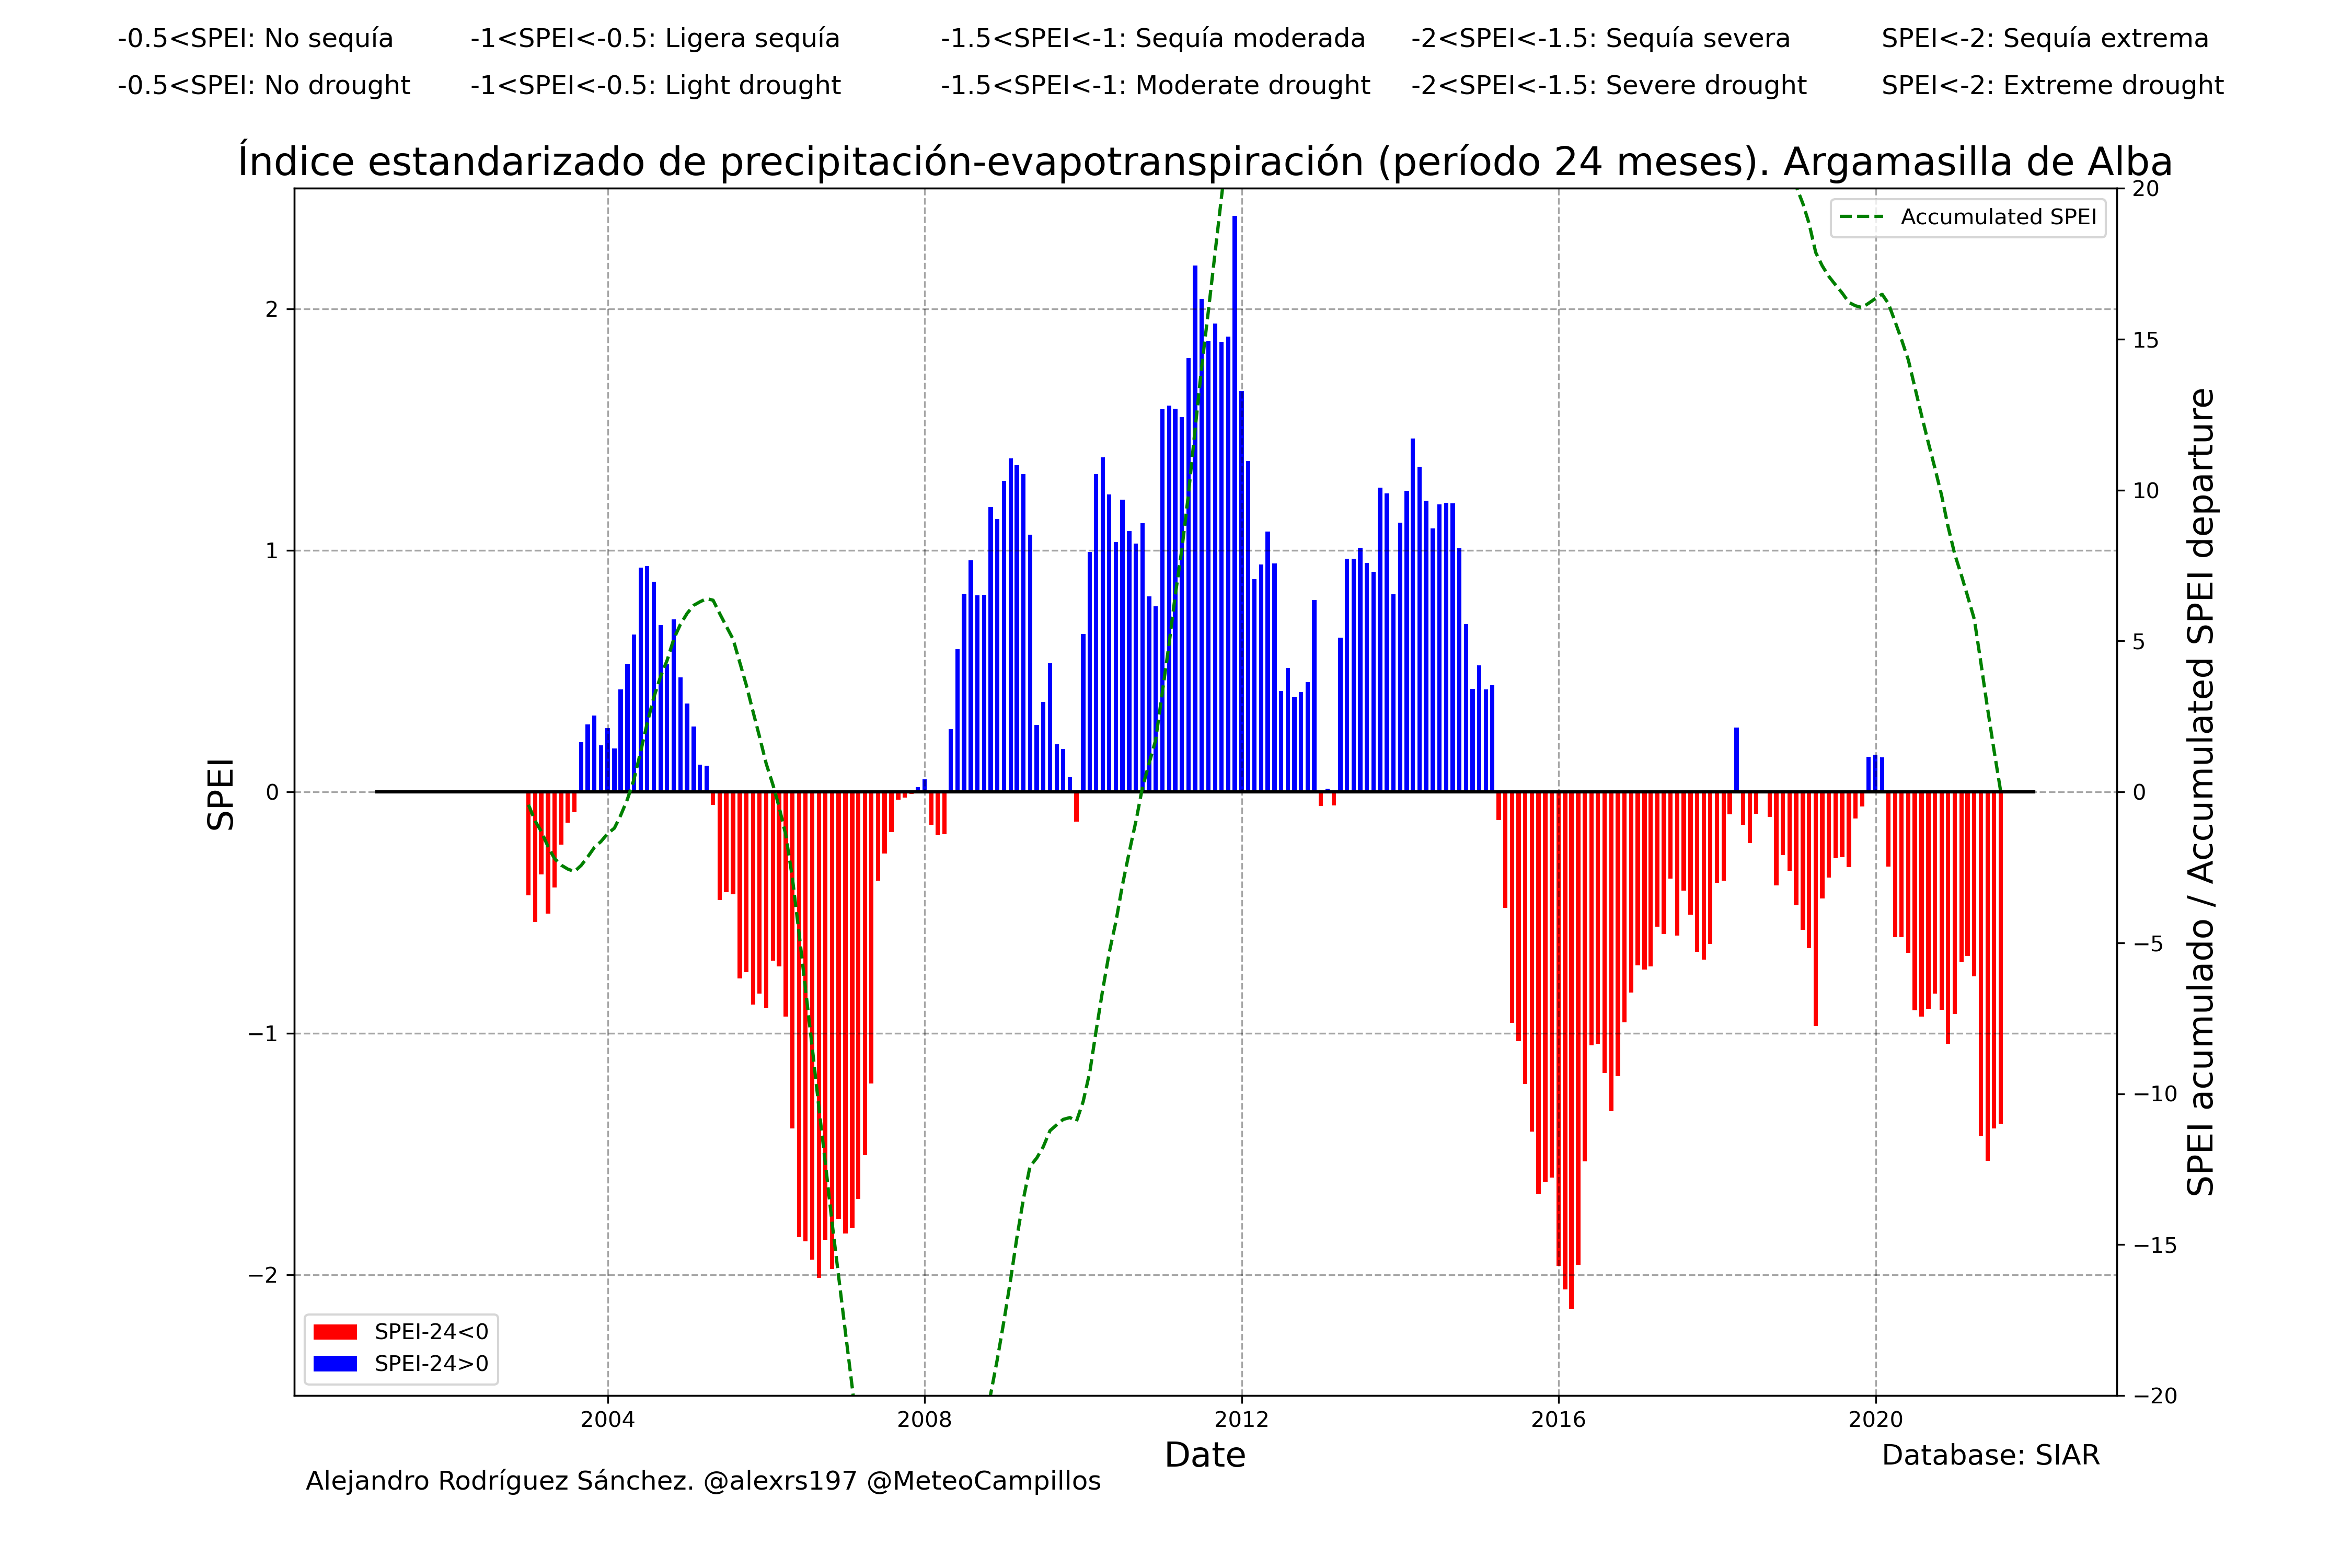 -0.5<SPEI: No sequía -1<SPEI<-0.5: Ligera sequía -1.5<SPEI<-1: Sequía moderada -2<SPEI<-1.5: Sequía severa SPEI<-2: Sequía extrema
-0.5<SPEI: No drought -1<SPEI<-0.5: Light drought -1.5<SPEI<-1: Moderate drought -2<SPEI<-1.5: Severe drought SPEI<-2: Extreme drought
Índice estandarizado de precipitación-evapotranspiración (período 24 meses). Argamasilla de Alba
Accumulated SPEI
SPEI
2
1
0
−1
−2
20
15
10
5
0
−5
−10
−15
−20
SPEI acumulado / Accumulated SPEI departure
SPEI-24<0
SPEI-24>0
2004 2008 2012 2016 2020
Date
Database: SIAR
Alejandro Rodríguez Sánchez. @alexrs197 @MeteoCampillos